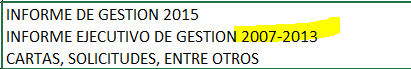 INFORME DE GESTION 2015
INFORME EJECUTIVO DE GESTION 2007-2013
CARTAS, SOLICITUDES, ENTRE OTROS